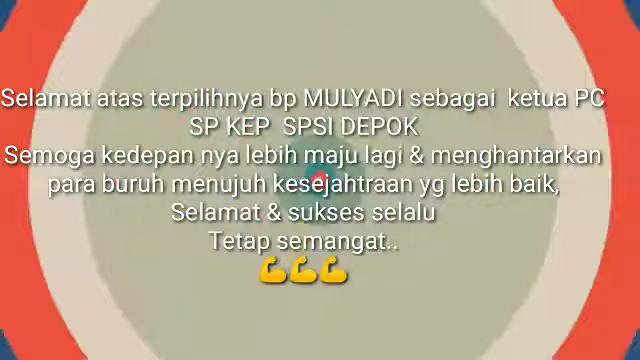 Selamat atas terpilihnya bp MULYADI sebagai  ketua PC
SP KEP  SPSI DEPOK
Semoga kedepan nya lebih maju lagi & menghantarkan
para buruh menujuh kesejahtraan yg lebih baik,
Selamat & sukses selalu
Tetap semangat..
💪💪💪